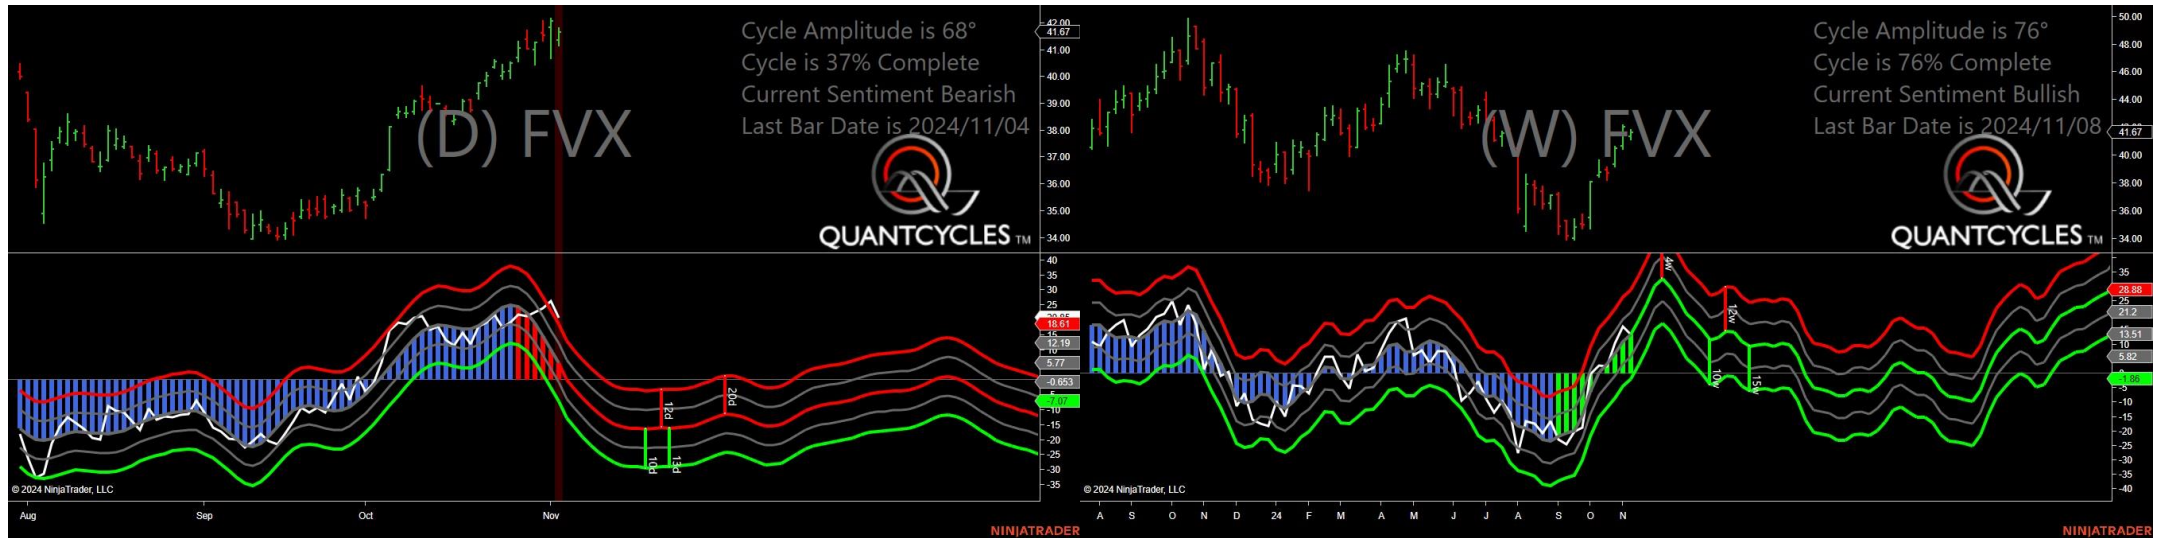 Cycle Amplitude is 68°
Cycle is 37% Complete
Current Sentiment Bearish
Last Bar Date is 2024/11/04
(D) FVX
QUANTCYCLES TM
42.00
41.67
41.00
40.00
39.00
38.00
37.00
36.00
35.00
34.00
40
35
30
25
18.61
15
12.19
10
5.77
-0.653
-7.07
-10
-15
-20
-25
-30
-35
12d
20d
10d
13d
© 2024 NinjaTrader, LLC
Aug Sep Oct Nov
NINJATRADER
Cycle Amplitude is 76°
Cycle is 76% Complete
Current Sentiment Bullish
Last Bar Date is 2024/11/08
(W) FVX
QUANTCYCLES TM
50.00
48.00
46.00
44.00
41.67
40.00
38.00
36.00
34.00
35
28.88
25
21.2
15
13.51
10
5.82
-1.86
-5
-10
-15
-20
-25
-30
-35
-40
4w
12w
10w
15w
© 2024 NinjaTrader, LLC
A S O N D 24 F M A M J J A S O N
NINJATRADER